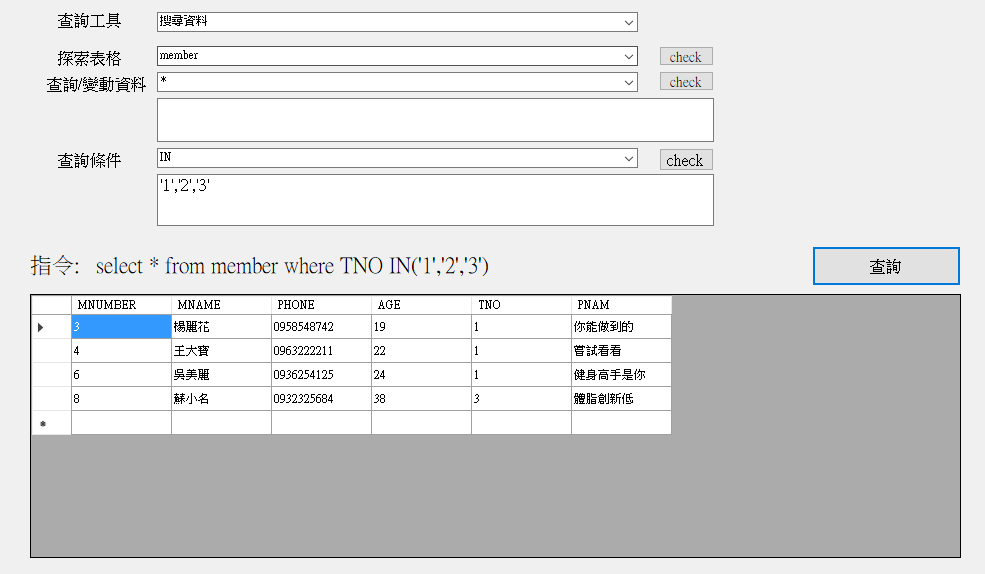 查詢工具 搜尋資料
探索表格 member check
查詢/變動資料 * check
查詢條件 IN check
'1','2','3'
指令: select * from member where TNO IN('1','2','3') 查詢
MNUMBER MNAME PHONE AGE TNO PNAM
3 楊麗花 0958548742 19 1 你能做到的
4 王大寶 0963222211 22 1 嘗試看看
6 吳美麗 0936254125 24 1 健身高手是你
8 蘇小名 0932325684 38 3 體脂創新低
*